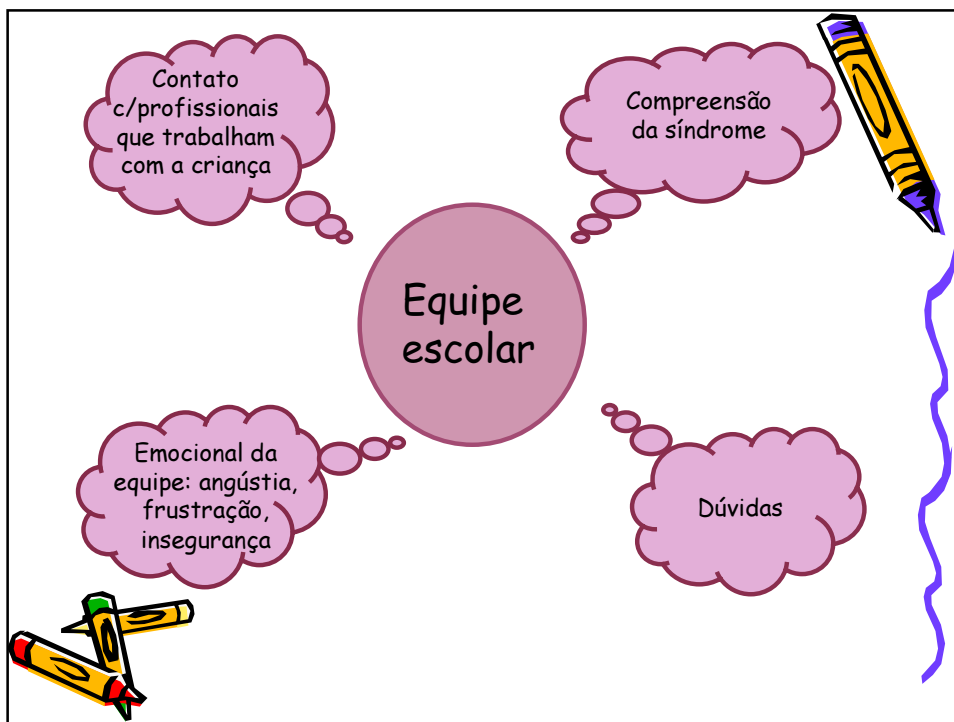 Contato
c/profissionais
que trabalham
com a criança
Compreensão
da síndrome
Equipe
escolar
Emocional da
equipe: angústia,
frustração,
insegurança
Dúvidas